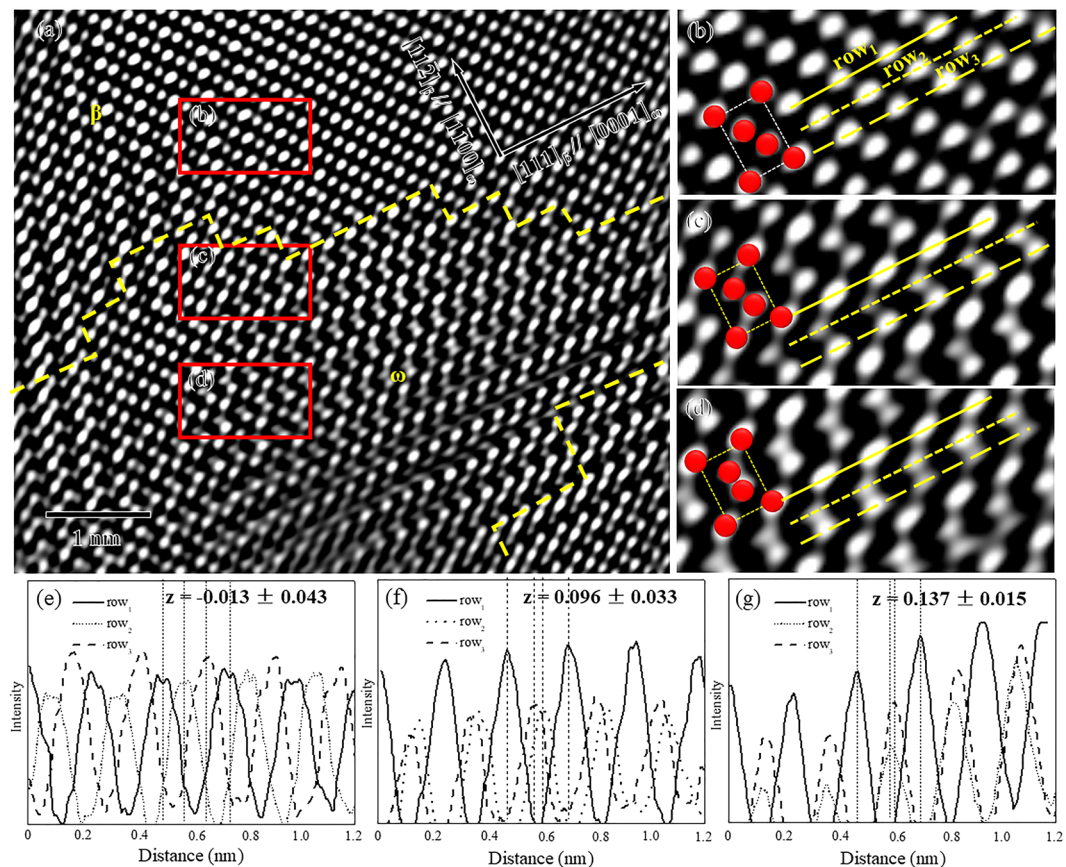 (a)
β
(b)
[112̄]β // [1̄100]ω
[111]β // [0001]ω
(c)
(d)
ω
1 nm
(b)
row₁
row₂
row₃
(c)
(d)
(e)
z = -0.013 ± 0.043
row₁
row₂
row₃
Intensity
0 0.2 0.4 0.6 0.8 1.0 1.2
Distance (nm)
(f)
z = 0.096 ± 0.033
row₁
row₂
row₃
Intensity
0 0.2 0.4 0.6 0.8 1.0 1.2
Distance (nm)
(g)
z = 0.137 ± 0.015
row₁
row₂
row₃
Intensity
0 0.2 0.4 0.6 0.8 1.0 1.2
Distance (nm)